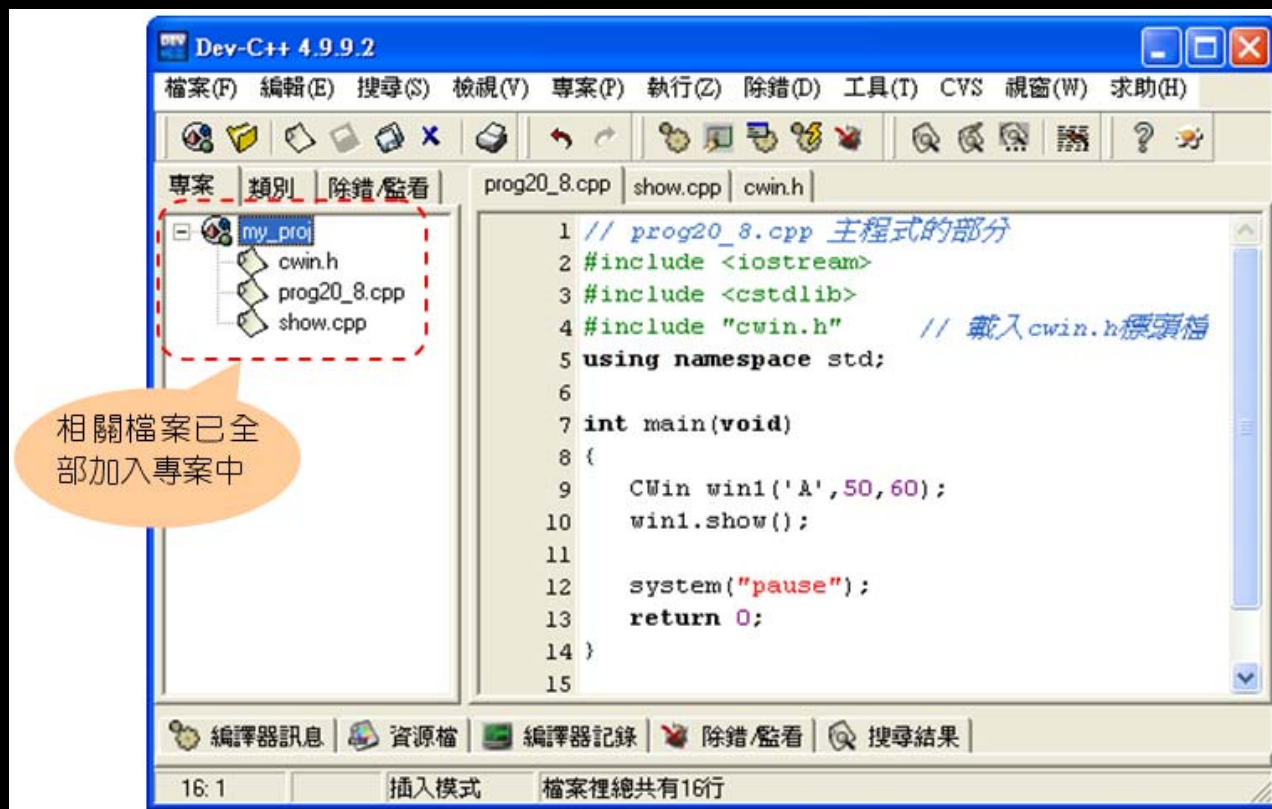 Dev-C++ 4.9.9.2
檔案(F) 編輯(E) 搜尋(S) 檢視(V) 專案(P) 執行(Z) 除錯(D) 工具(T) CVS 視窗(W) 求助(H)
專案 類別 除錯/監看
my_proj
cwin.h
prog20_8.cpp
show.cpp
相關檔案已全
部加入專案中
prog20_8.cpp show.cpp cwin.h
1 // prog20_8.cpp 主程式的部分
2 #include <iostream>
3 #include <cstdlib>
4 #include "cwin.h" // 載入cwin.h標頭檔
5 using namespace std;
6
7 int main(void)
8 {
9 CWin win1('A',50,60);
10 win1.show();
11
12 system("pause");
13 return 0;
14 }
15
編譯器訊息 資源檔 編譯器記錄 除錯/監看 搜尋結果
16: 1 插入模式 檔案裡總共有16行